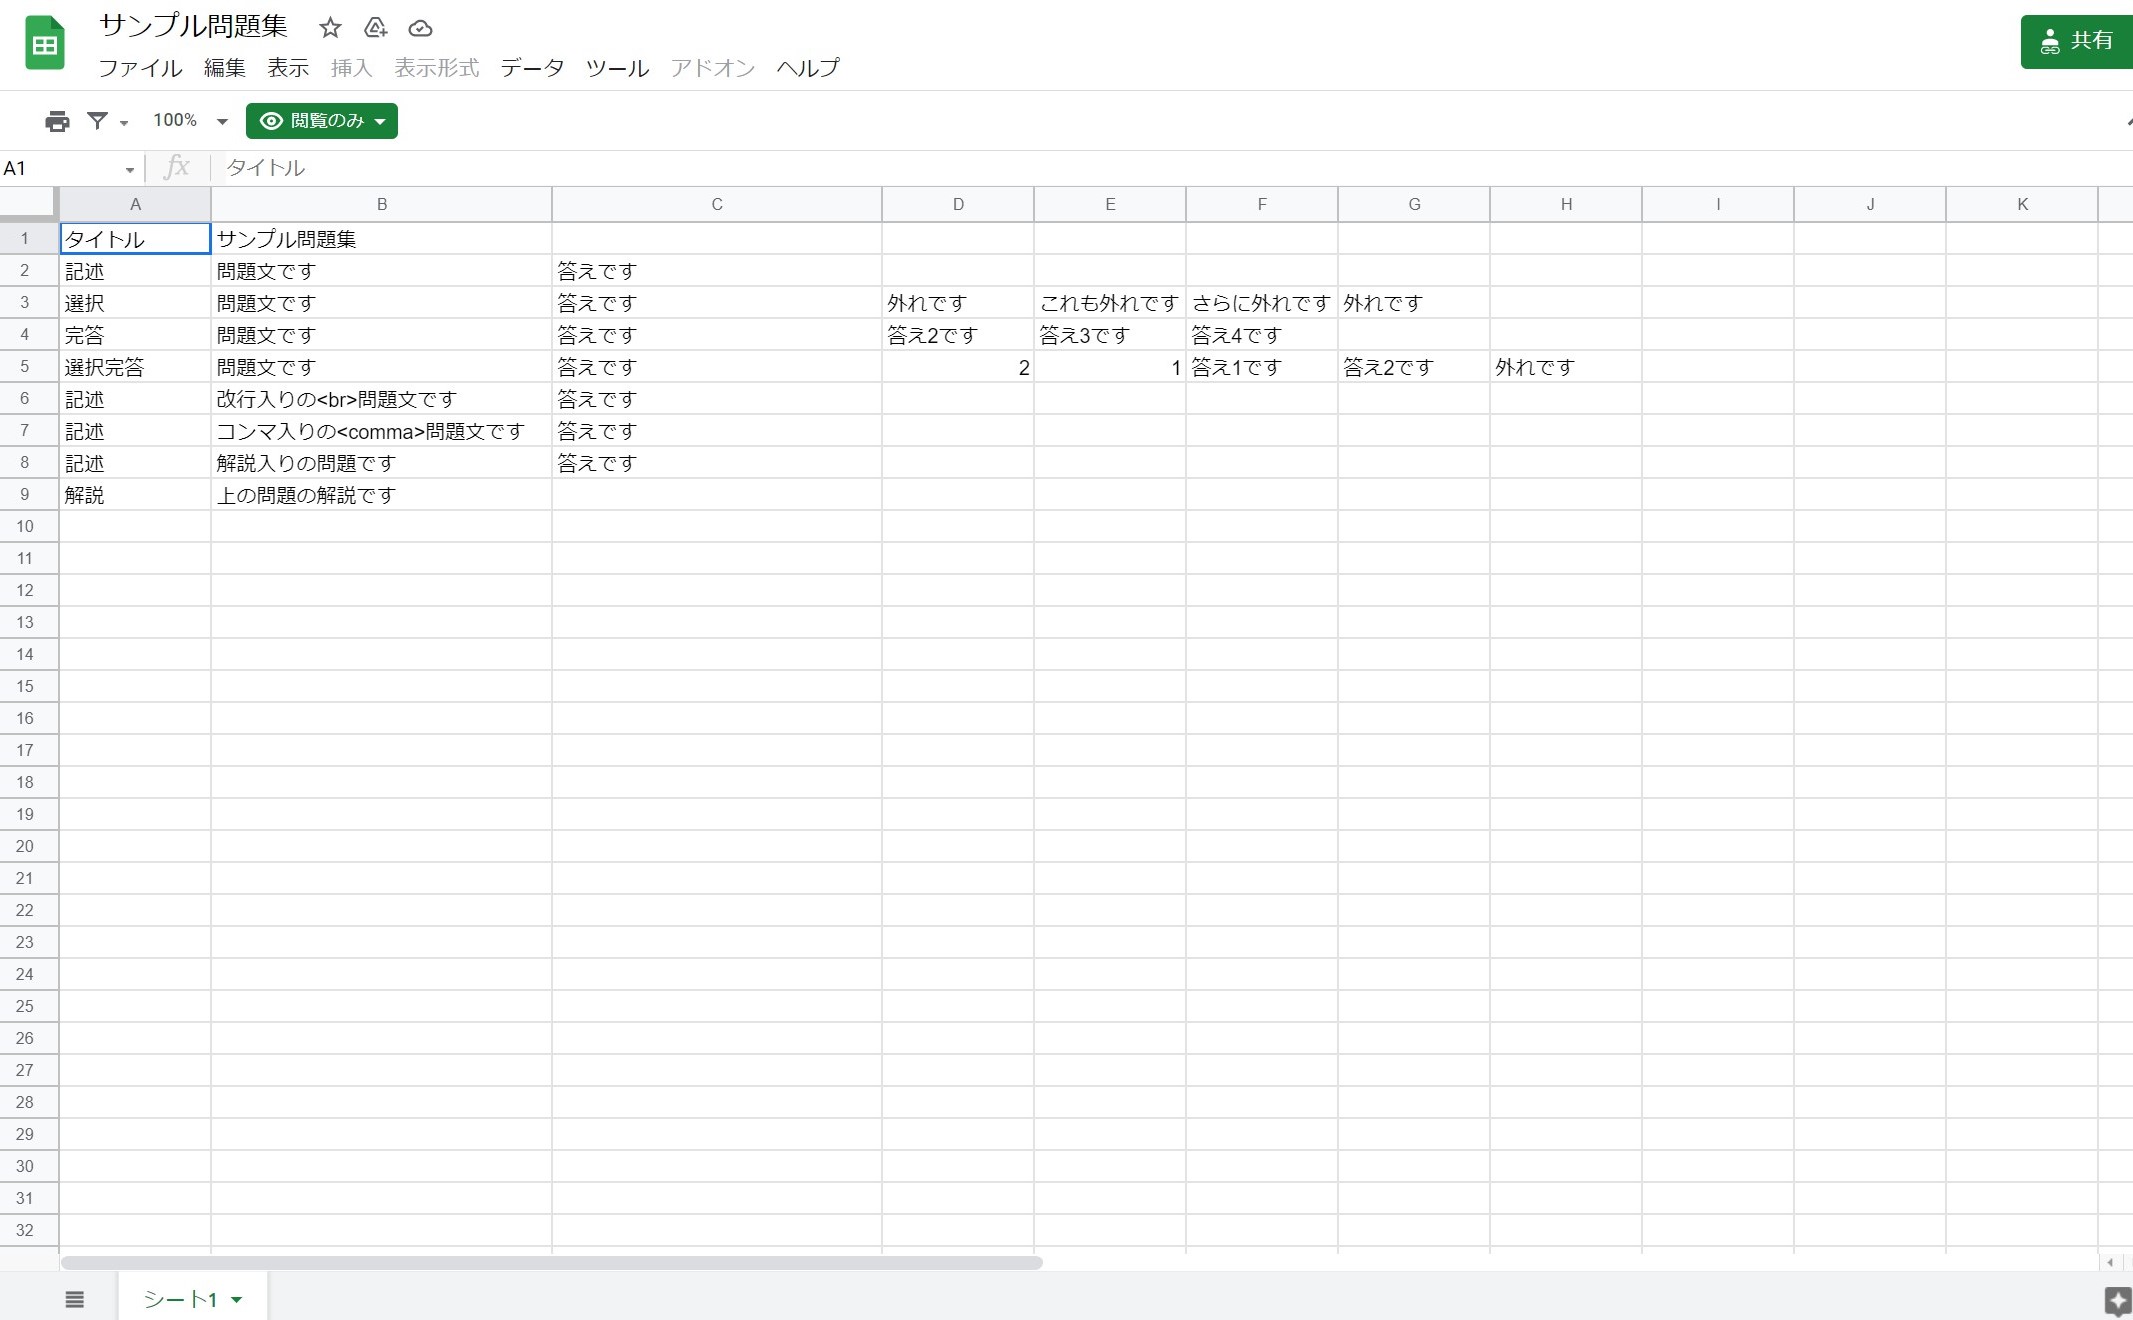 サンプル問題集
ファイル 編集 表示 挿入 表示形式 データ ツール アドオン ヘルプ
共有
100% 閲覧のみ
A1 fx タイトル
A B C D E F G H I J K
1 タイトル サンプル問題集
2 記述 問題文です 答えです
3 選択 問題文です 答えです 外れです これも外れです さらに外れです 外れです
4 完答 問題文です 答えです 答え2です 答え3です 答え4です
5 選択完答 問題文です 答えです 2 1 答え1です 答え2です 外れです
6 記述 改行入りの<br>問題文です 答えです
7 記述 コンマ入りの<comma>問題文です 答えです
8 記述 解説入りの問題です 答えです
9 解説 上の問題の解説です
10
11
12
13
14
15
16
17
18
19
20
21
22
23
24
25
26
27
28
29
30
31
32
シート1